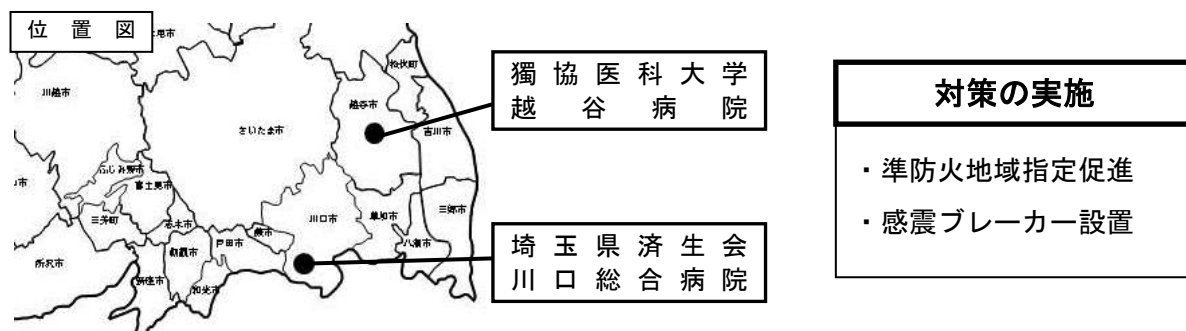 位置図
川越市
さいたま市
越谷市
松伏町
吉川市
ふじみ野市
富士見市
三芳町
志木市
所沢市
朝霞市
新座市
和光市
戸田市
蕨市
川口市
草加市
八潮市
三郷市
獨協医科大学
越谷病院
埼玉県済生会
川口総合病院
対策の実施
・準防火地域指定促進
・感震ブレーカー設置